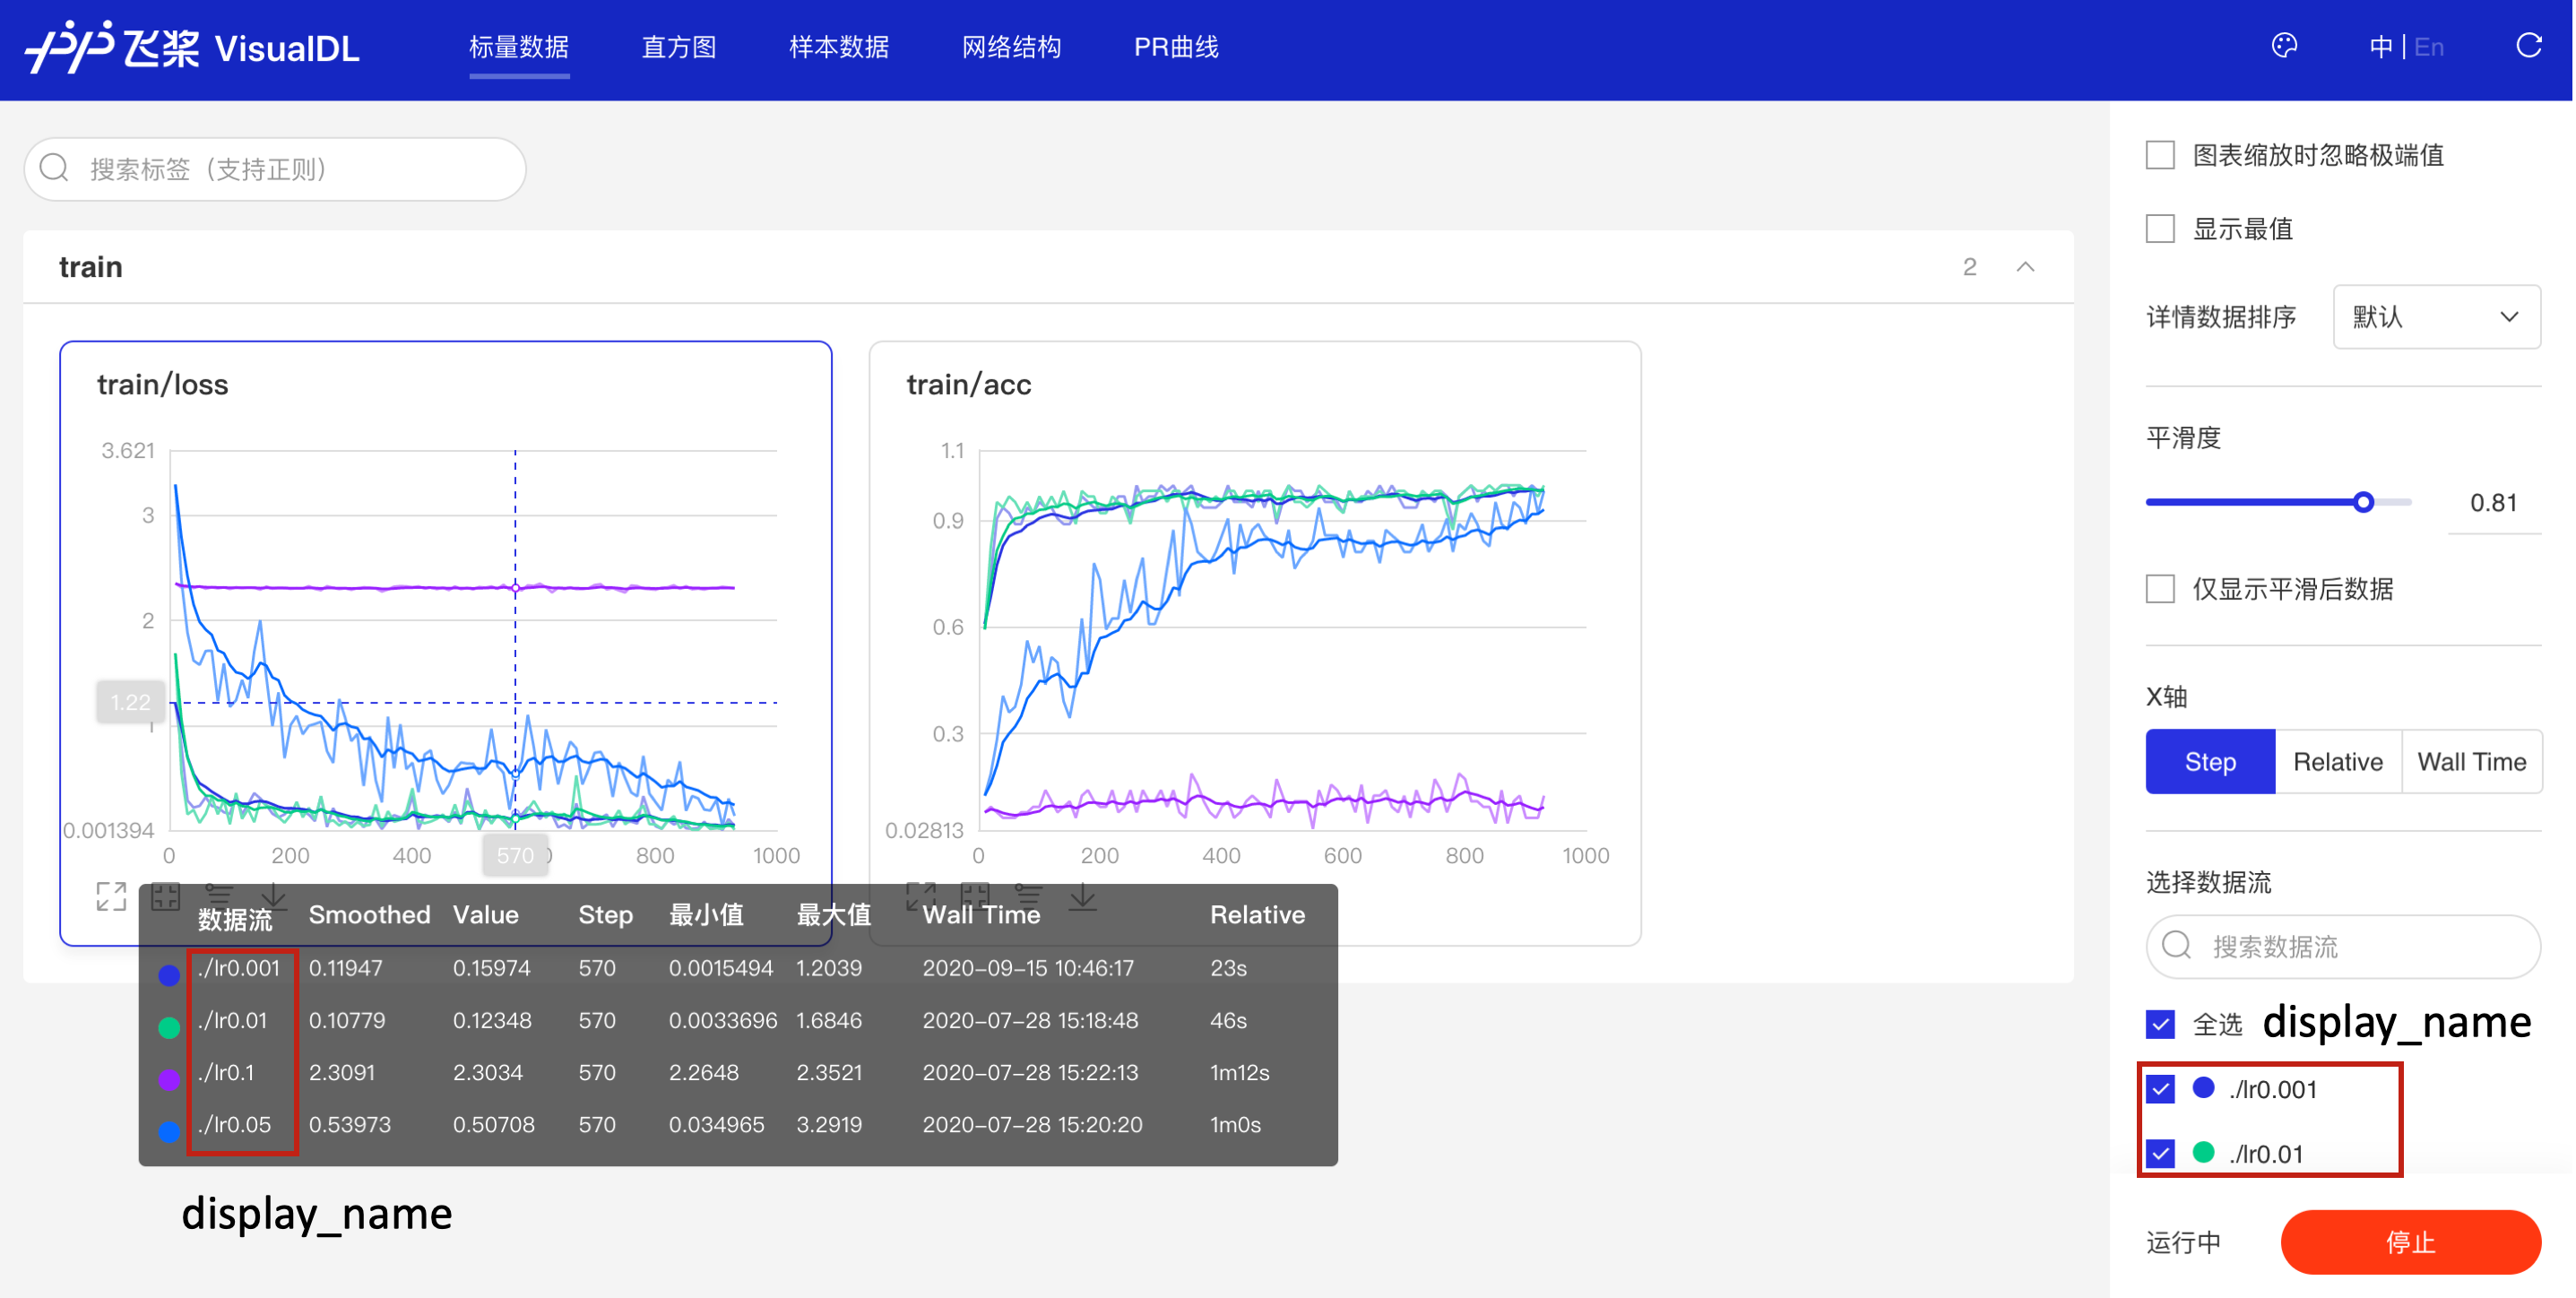 飞桨 VisualDL 标量数据 直方图 样本数据 网络结构 PR曲线 中 | En
搜索标签（支持正则）
train 2
train/loss
3.621
3
2
1.22
1
0.001394
0 200 400 570 800 1000
train/acc
1.1
0.9
0.6
0.3
0.02813
0 200 400 600 800 1000
数据流 Smoothed Value Step 最小值 最大值 Wall Time Relative
./lr0.001 0.11947 0.15974 570 0.0015494 1.2039 2020-09-15 10:46:17 23s
./lr0.01 0.10779 0.12348 570 0.0033696 1.6846 2020-07-28 15:18:48 46s
./lr0.1 2.3091 2.3034 570 2.2648 2.3521 2020-07-28 15:22:13 1m12s
./lr0.05 0.53973 0.50708 570 0.034965 3.2919 2020-07-28 15:20:20 1m0s
display_name
图表缩放时忽略极端值
显示最值
详情数据排序 默认
平滑度
0.81
仅显示平滑后数据
X轴
Step Relative Wall Time
选择数据流
搜索数据流
全选 display_name
./lr0.001
./lr0.01
运行中 停止